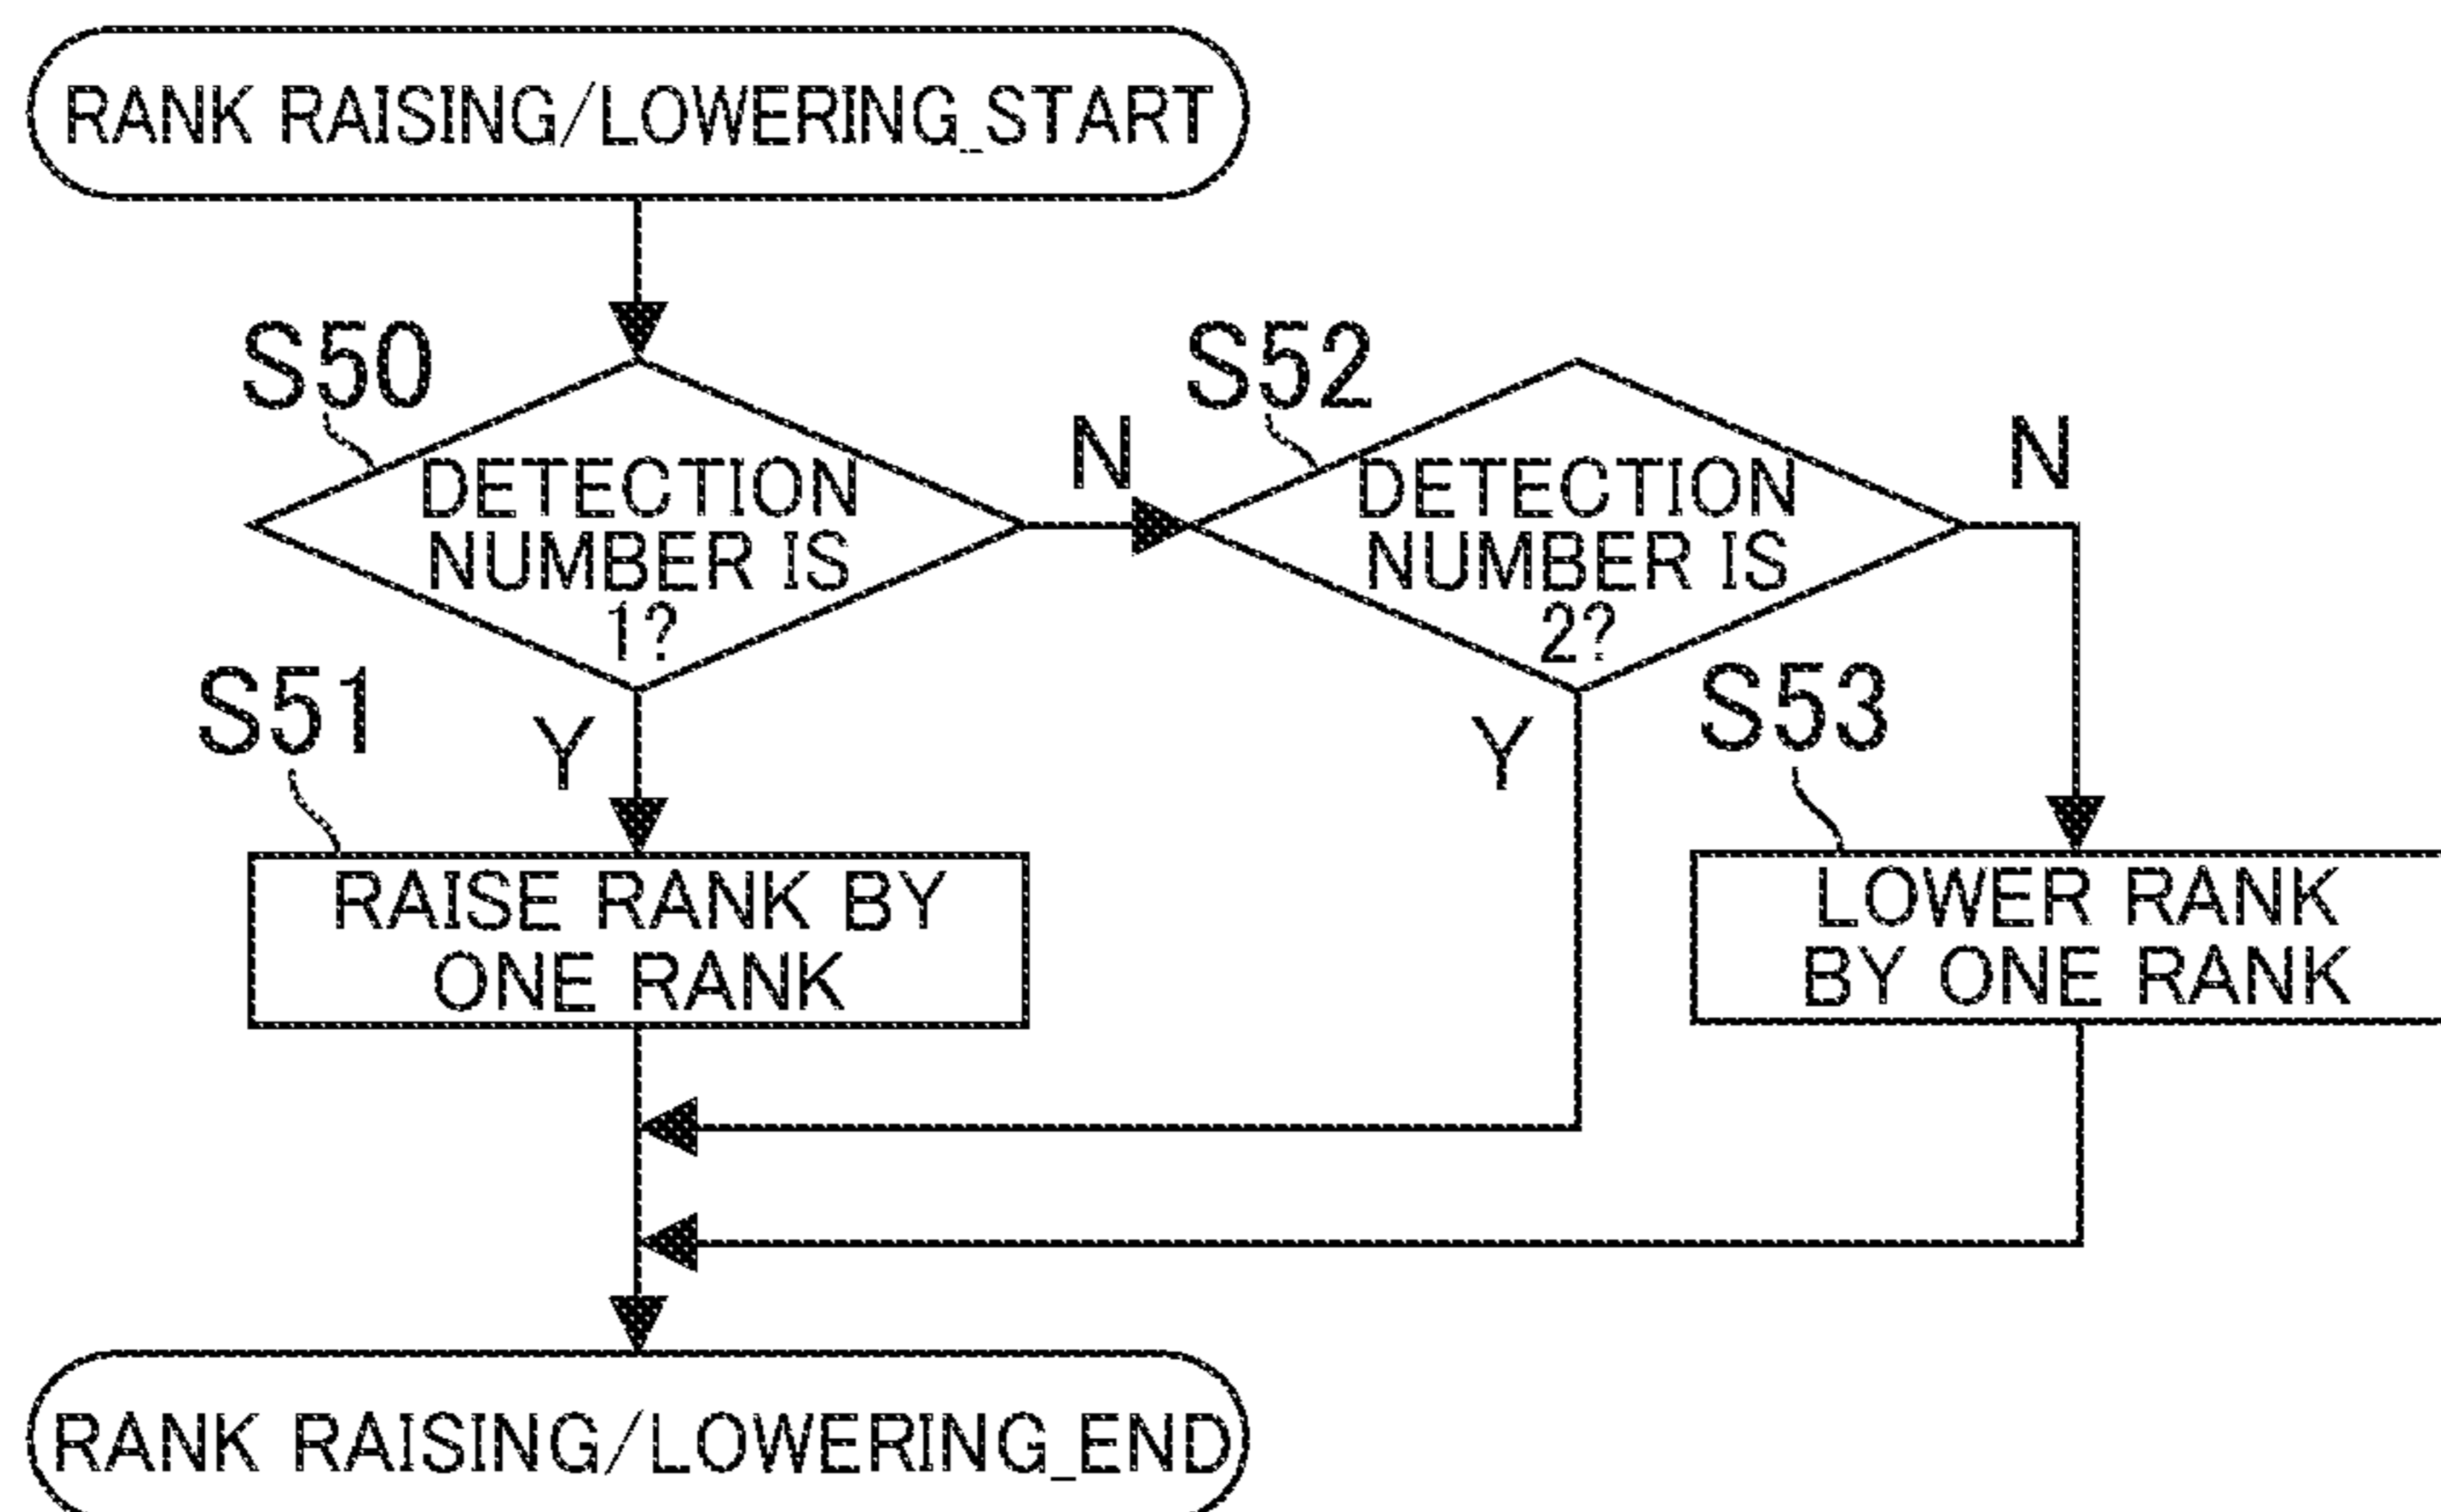 RANK RAISING/LOWERING_START
S50
DETECTION
NUMBER IS
1?
N
S52
DETECTION
NUMBER IS
2?
N
S51
Y
RAISE RANK BY
ONE RANK
Y
S53
LOWER RANK
BY ONE RANK
RANK RAISING/LOWERING_END